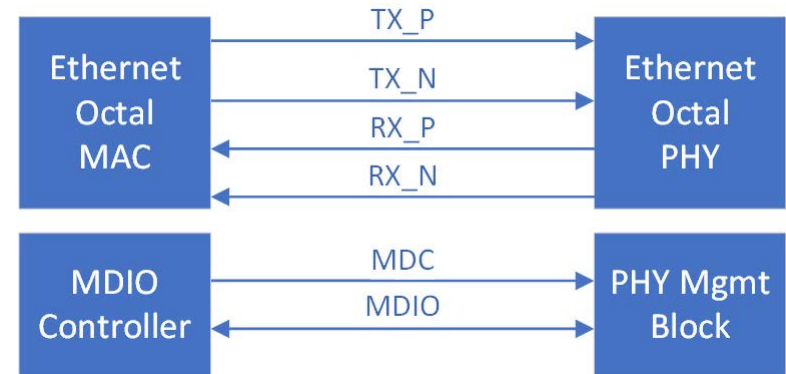 Ethernet
Octal
MAC
TX_P
TX_N
RX_P
RX_N
Ethernet
Octal
PHY
MDIO
Controller
MDC
MDIO
PHY Mgmt
Block